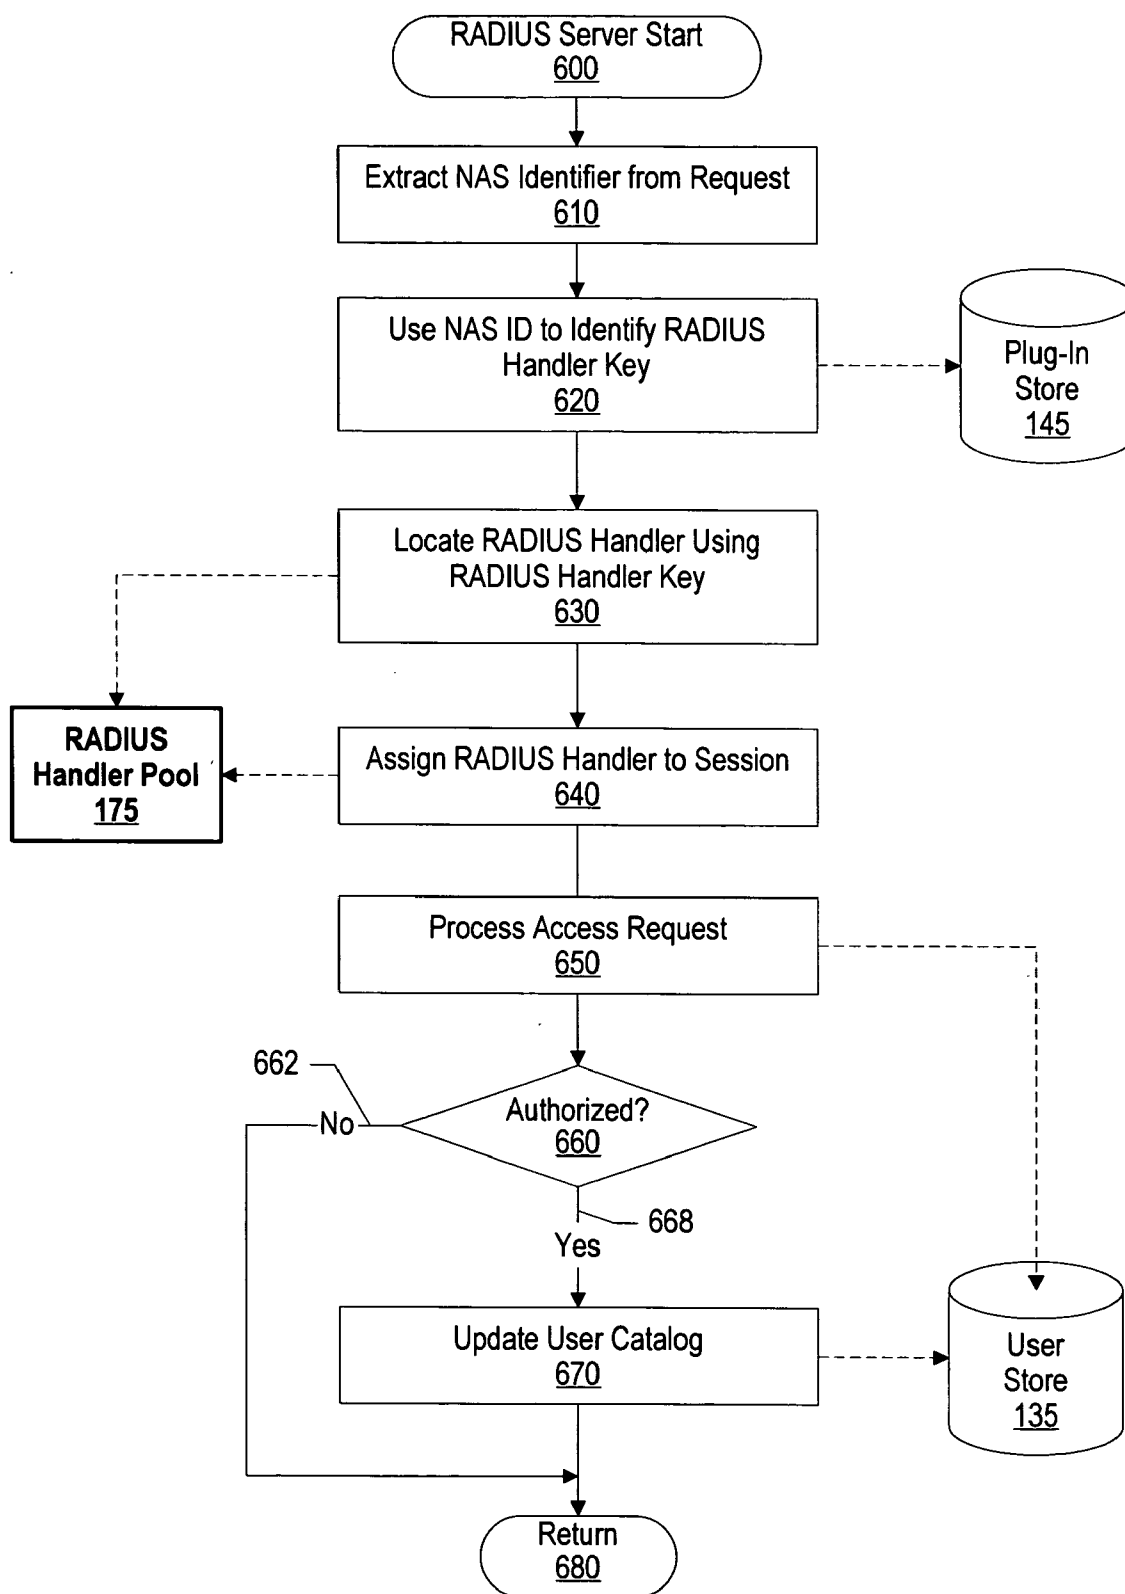 RADIUS Server Start
600
Extract NAS Identifier from Request
610
Use NAS ID to Identify RADIUS
Handler Key
620
Plug-In
Store
145
Locate RADIUS Handler Using
RADIUS Handler Key
630
RADIUS
Handler Pool
175
Assign RADIUS Handler to Session
640
Process Access Request
650
662
No
Authorized?
660
668
Yes
Update User Catalog
670
User
Store
135
Return
680